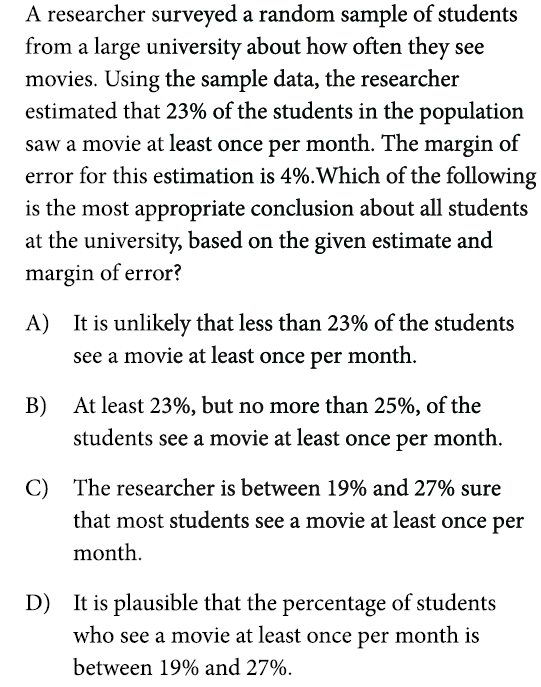 A researcher surveyed a random sample of students
from a large university about how often they see
movies. Using the sample data, the researcher
estimated that 23% of the students in the population
saw a movie at least once per month. The margin of
error for this estimation is 4%.Which of the following
is the most appropriate conclusion about all students
at the university, based on the given estimate and
margin of error?
A) It is unlikely that less than 23% of the students
see a movie at least once per month.
B) At least 23%, but no more than 25%, of the
students see a movie at least once per month.
C) The researcher is between 19% and 27% sure
that most students see a movie at least once per
month.
D) It is plausible that the percentage of students
who see a movie at least once per month is
between 19% and 27%.